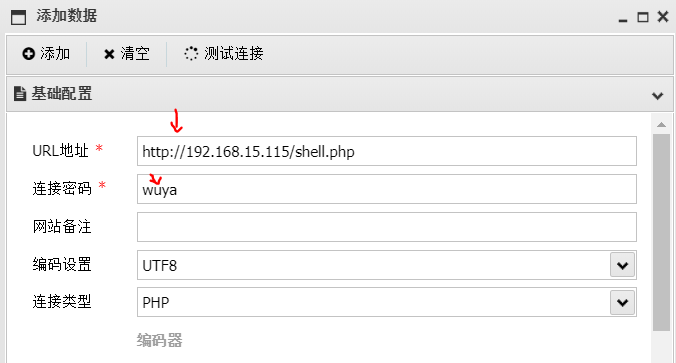 添加数据
添加 清空 测试连接
基础配置
URL地址 * http://192.168.15.115/shell.php
连接密码 * wuya
网站备注
编码设置 UTF8
连接类型 PHP
编码器